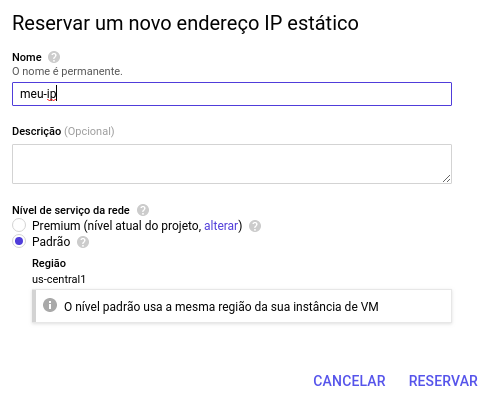 Reservar um novo endereço IP estático
Nome
O nome é permanente.
meu-ip
Descrição (Opcional)
Nível de serviço da rede
Premium (nível atual do projeto, alterar)
Padrão
Região
us-central1
O nível padrão usa a mesma região da sua instância de VM
CANCELAR RESERVAR